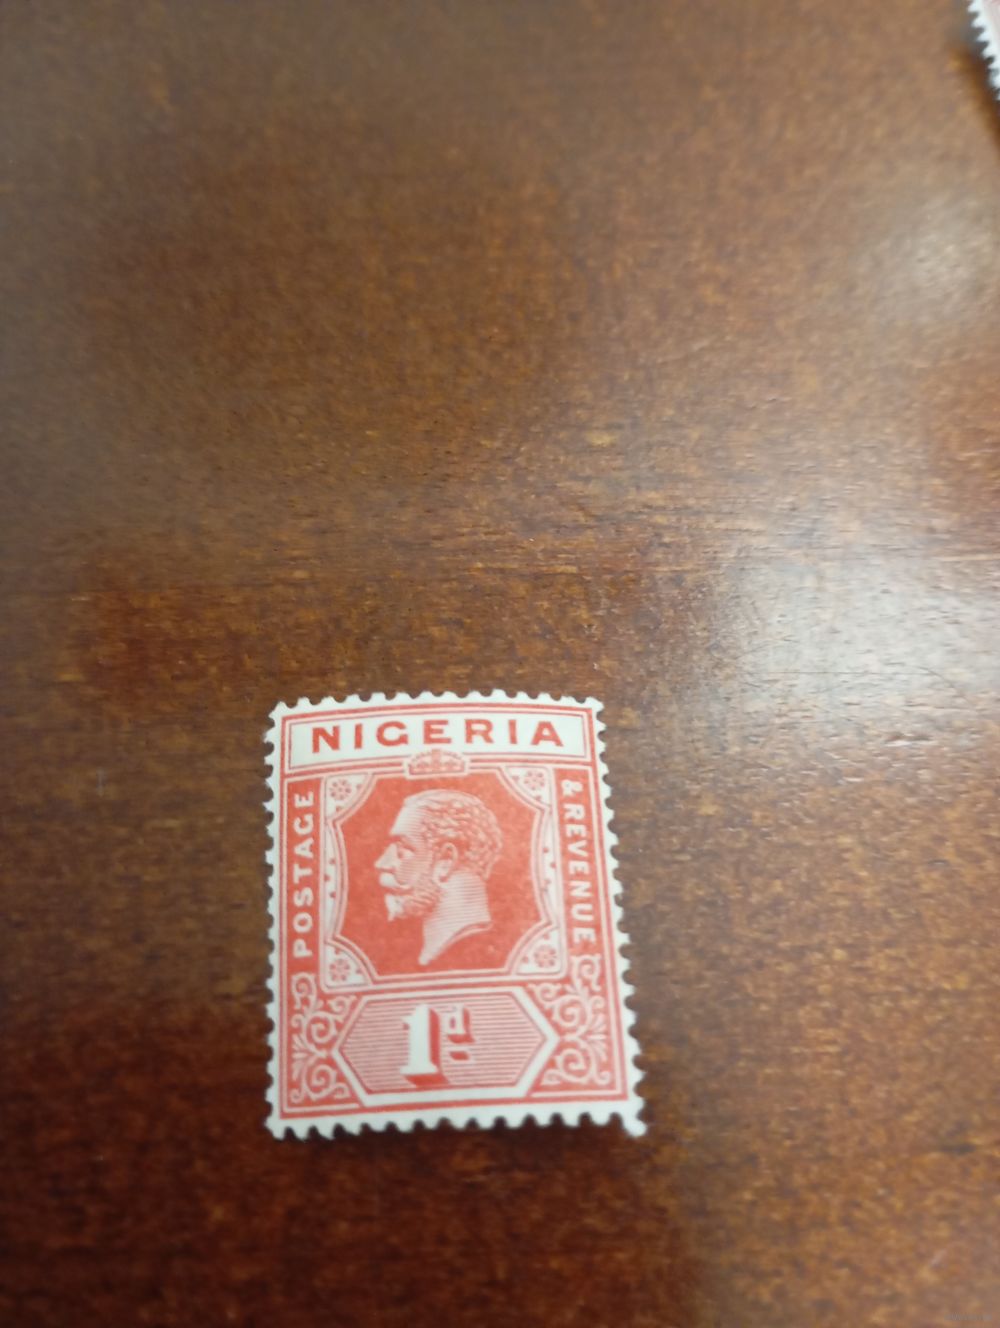 NIGERIA
POSTAGE
& REVENUE
1d